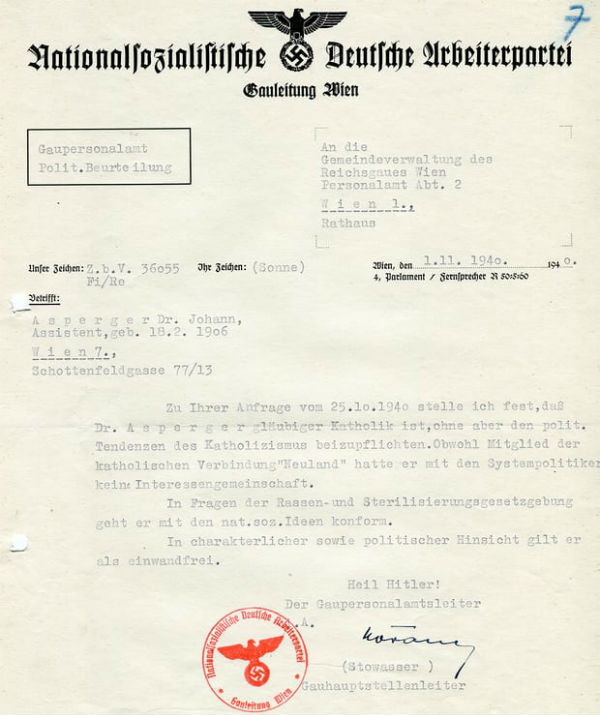 7
Nationalsozialistische Deutsche Arbeiterpartei
Gauleitung Wien
Gaupersonalamt
Polit.Beurteilung
An die
Gemeindeverwaltung des
Reichsgaues Wien
Personalamt Abt. 2
W i e n 1.,
Rathaus
Unser Zeichen: Z.b.V. 36o55 Ihr Zeichen: (Sonne) Wien, den 1.11. 194o. 194 o.
Fi/Re 4, Parlament / Fernsprecher R 50=5=60
Betrifft:
A s p e r g e r Dr. Johann,
Assistent,geb. 18.2. 19o6
W i e n 7.,
Schottenfeldgasse 77/13
Zu Ihrer Anfrage vom 25.1o.194o stelle ich fest,daß
Dr. A s p e r g e r gläubiger Katholik ist,ohne aber den polit.
Tendenzen des Katholizismus beizupflichten.Obwohl Mitglied der
katholischen Verbindung"Neuland" hatte er mit den Systempolitiker
keine Interessengemeinschaft.
In Fragen der Rassen-und Sterilisierungsgesetzgebung
geht er mit den nat.soz.Ideen konform.
In charakterlicher sowie politischer Hinsicht gilt er
als einwandfrei.
Heil Hitler!
Der Gaupersonalamtsleiter
.A.
(Stowasser )
Gauhauptstellenleiter
Nationalsozialistische Deutsche Arbeiterpartei
Gauleitung Wien